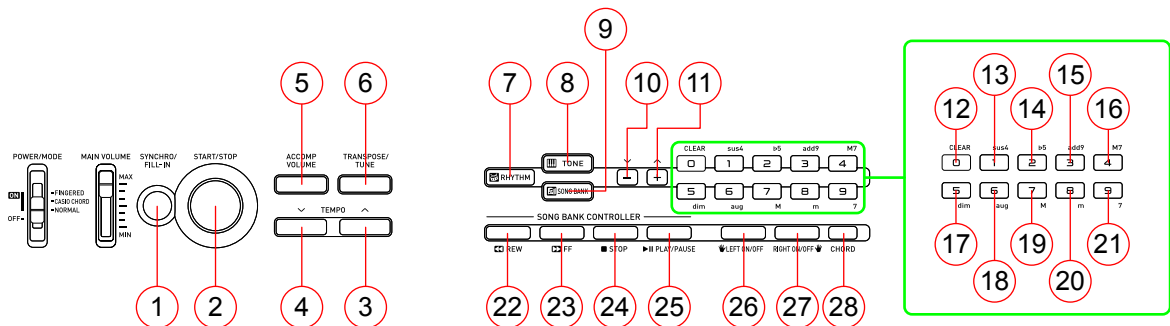 9
5 6 7 8 10 11 13 15
12 14 16
POWER/MODE MAIN VOLUME SYNCHRO/ FILL-IN START/STOP ACCOMP VOLUME TRANSPOSE/ TUNE
MAX
ON
OFF
FINGERED
CASIO CHORD
NORMAL
MIN
TEMPO
RHYTHM
TONE
SONG BANK
− +
CLEAR sus4 ♭5 add9 M7
0 1 2 3 4
5 6 7 8 9
dim aug M m 7
CLEAR sus4 ♭5 add9 M7
0 1 2 3 4
5 6 7 8 9
dim aug M m 7
17 18 19 20 21
SONG BANK CONTROLLER
REW FF STOP PLAY/PAUSE LEFT ON/OFF RIGHT ON/OFF CHORD
1 2 4 3 22 23 24 25 26 27 28